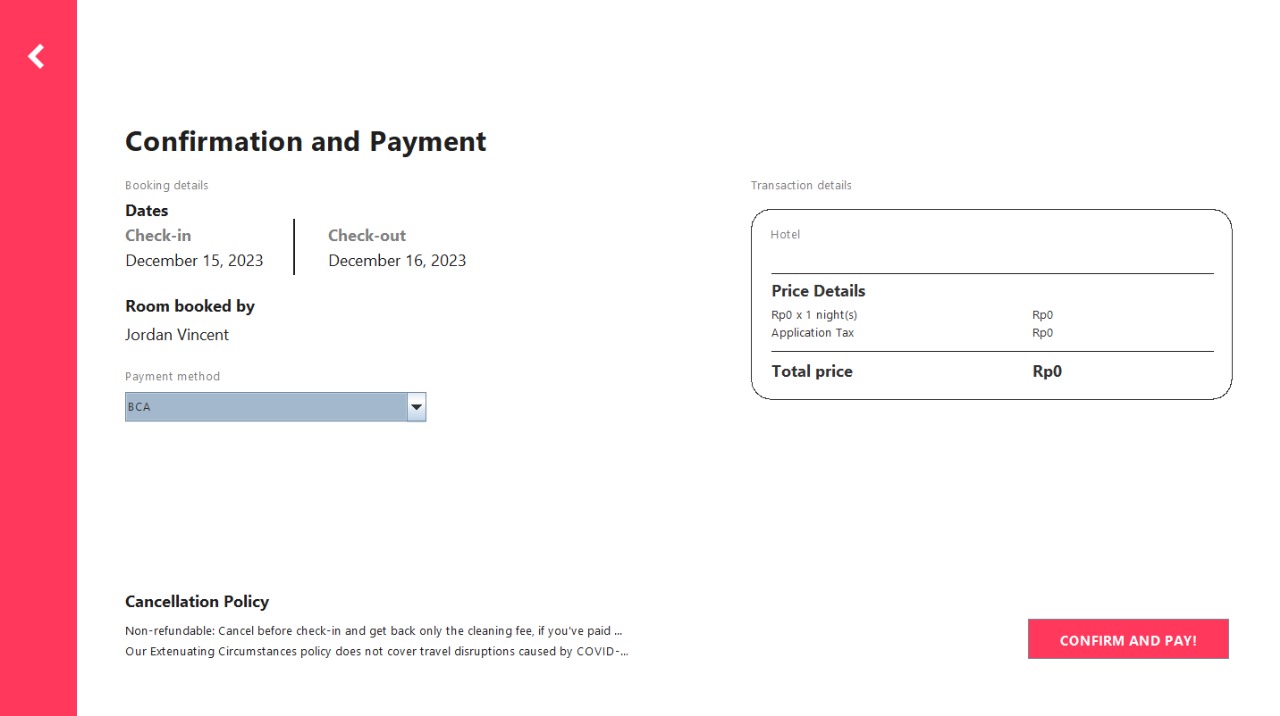 Confirmation and Payment
Booking details
Dates
Check-in
Check-out
December 15, 2023
December 16, 2023
Room booked by
Jordan Vincent
Payment method
BCA
Transaction details
Hotel
Price Details
Rp0 x 1 night(s) Rp0
Application Tax Rp0
Total price Rp0
Cancellation Policy
Non-refundable: Cancel before check-in and get back only the cleaning fee, if you've paid ...
Our Extenuating Circumstances policy does not cover travel disruptions caused by COVID-...
CONFIRM AND PAY!